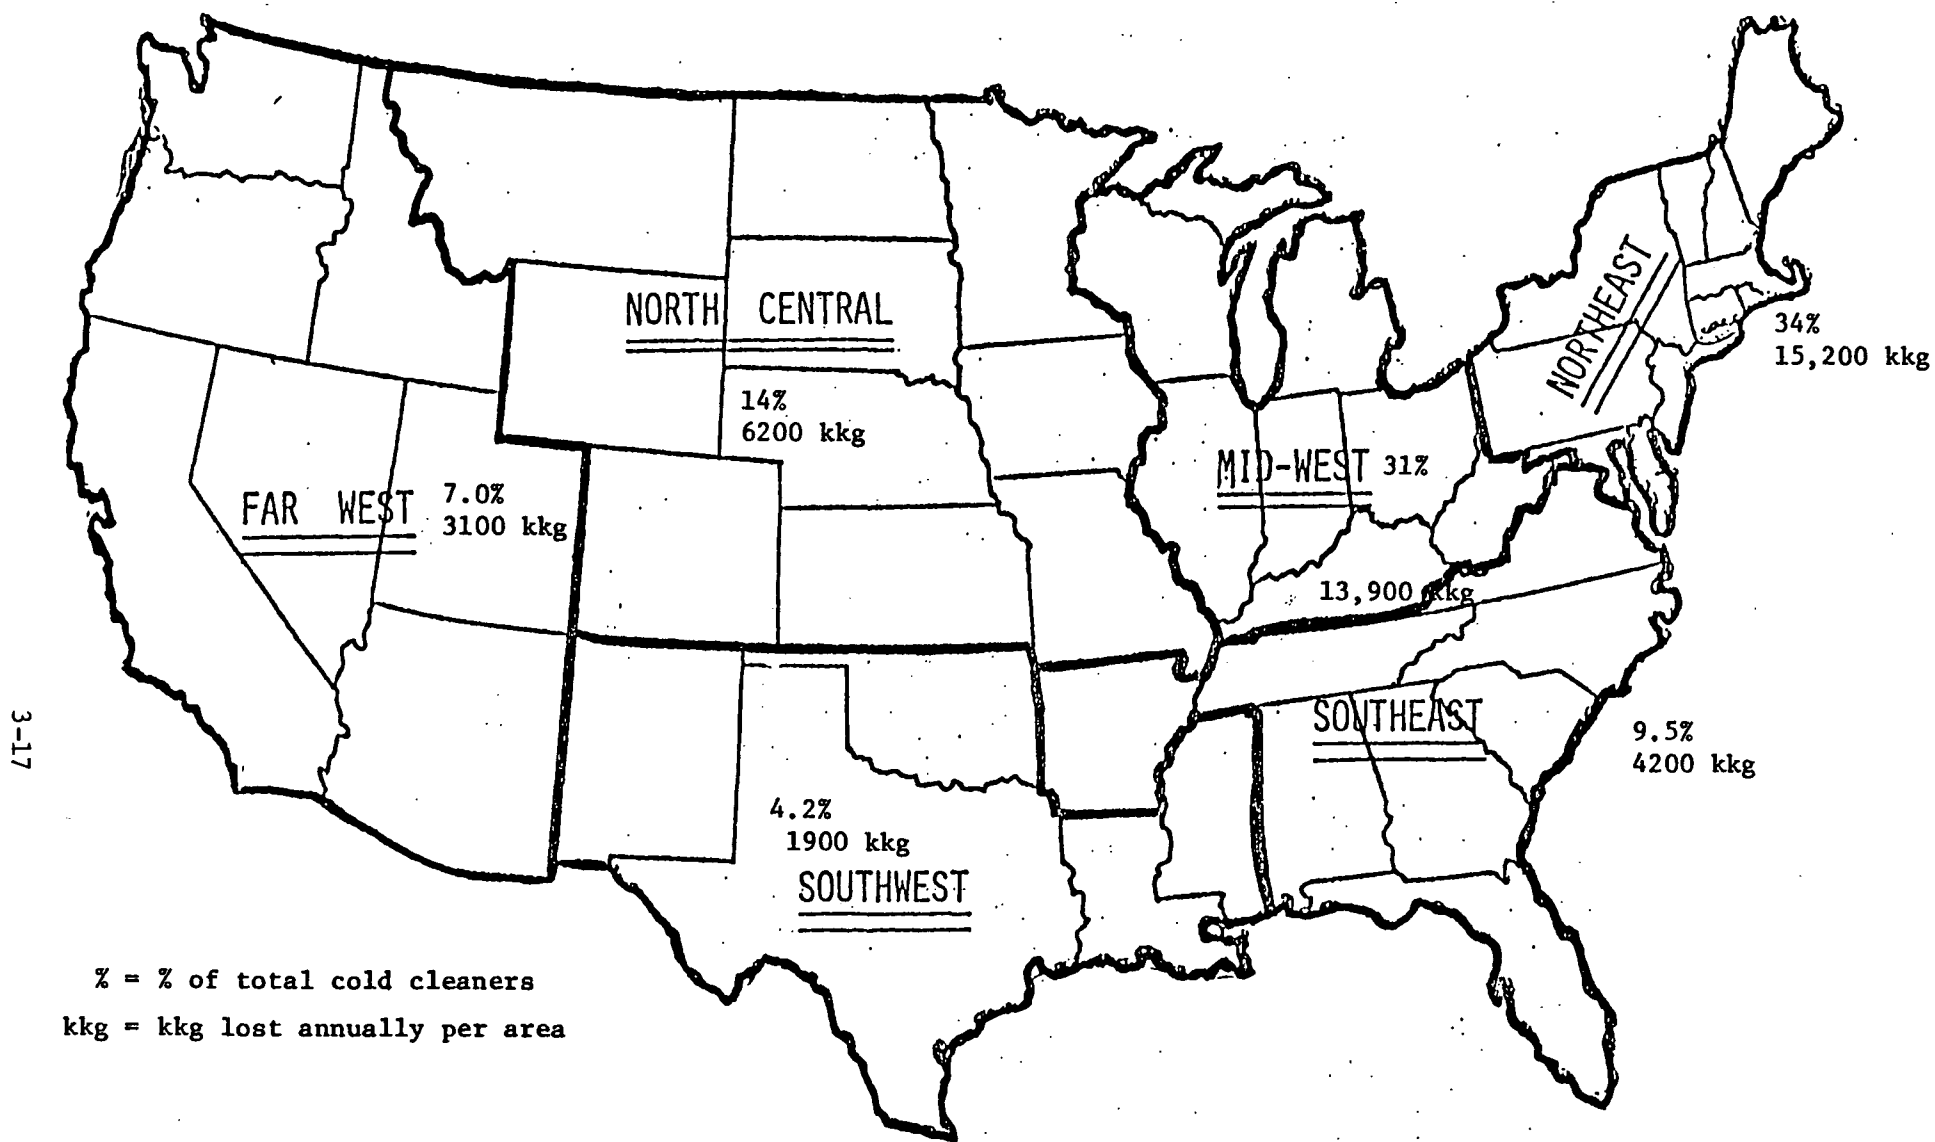 NORTH CENTRAL
14%
6200 kkg
FAR WEST
7.0%
3100 kkg
MID-WEST 31%
13,900 kkg
NORTHEAST
34%
15,200 kkg
SOUTHEAST
9.5%
4200 kkg
4.2%
1900 kkg
SOUTHWEST
% = % of total cold cleaners
kkg = kkg lost annually per area
3-17